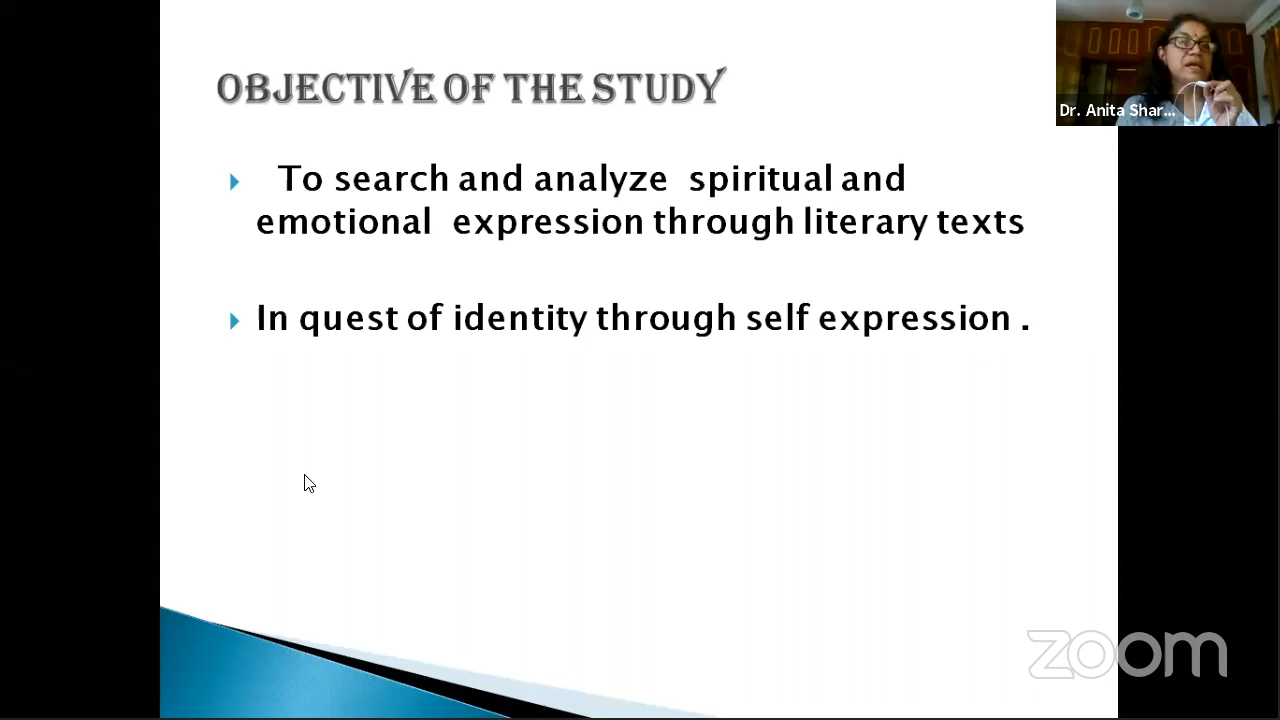 OBJECTIVE OF THE STUDY
To search and analyze spiritual and
emotional expression through literary texts
In quest of identity through self expression .
Dr. Anita Shar...
zoom